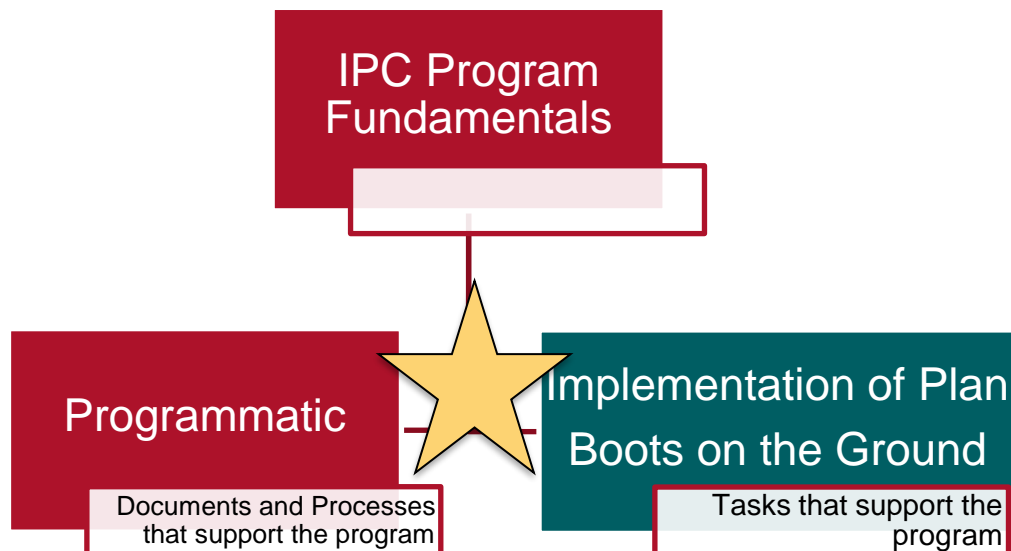 IPC Program
Fundamentals
Programmatic
Documents and Processes
that support the program
Implementation of Plan
Boots on the Ground
Tasks that support the
program